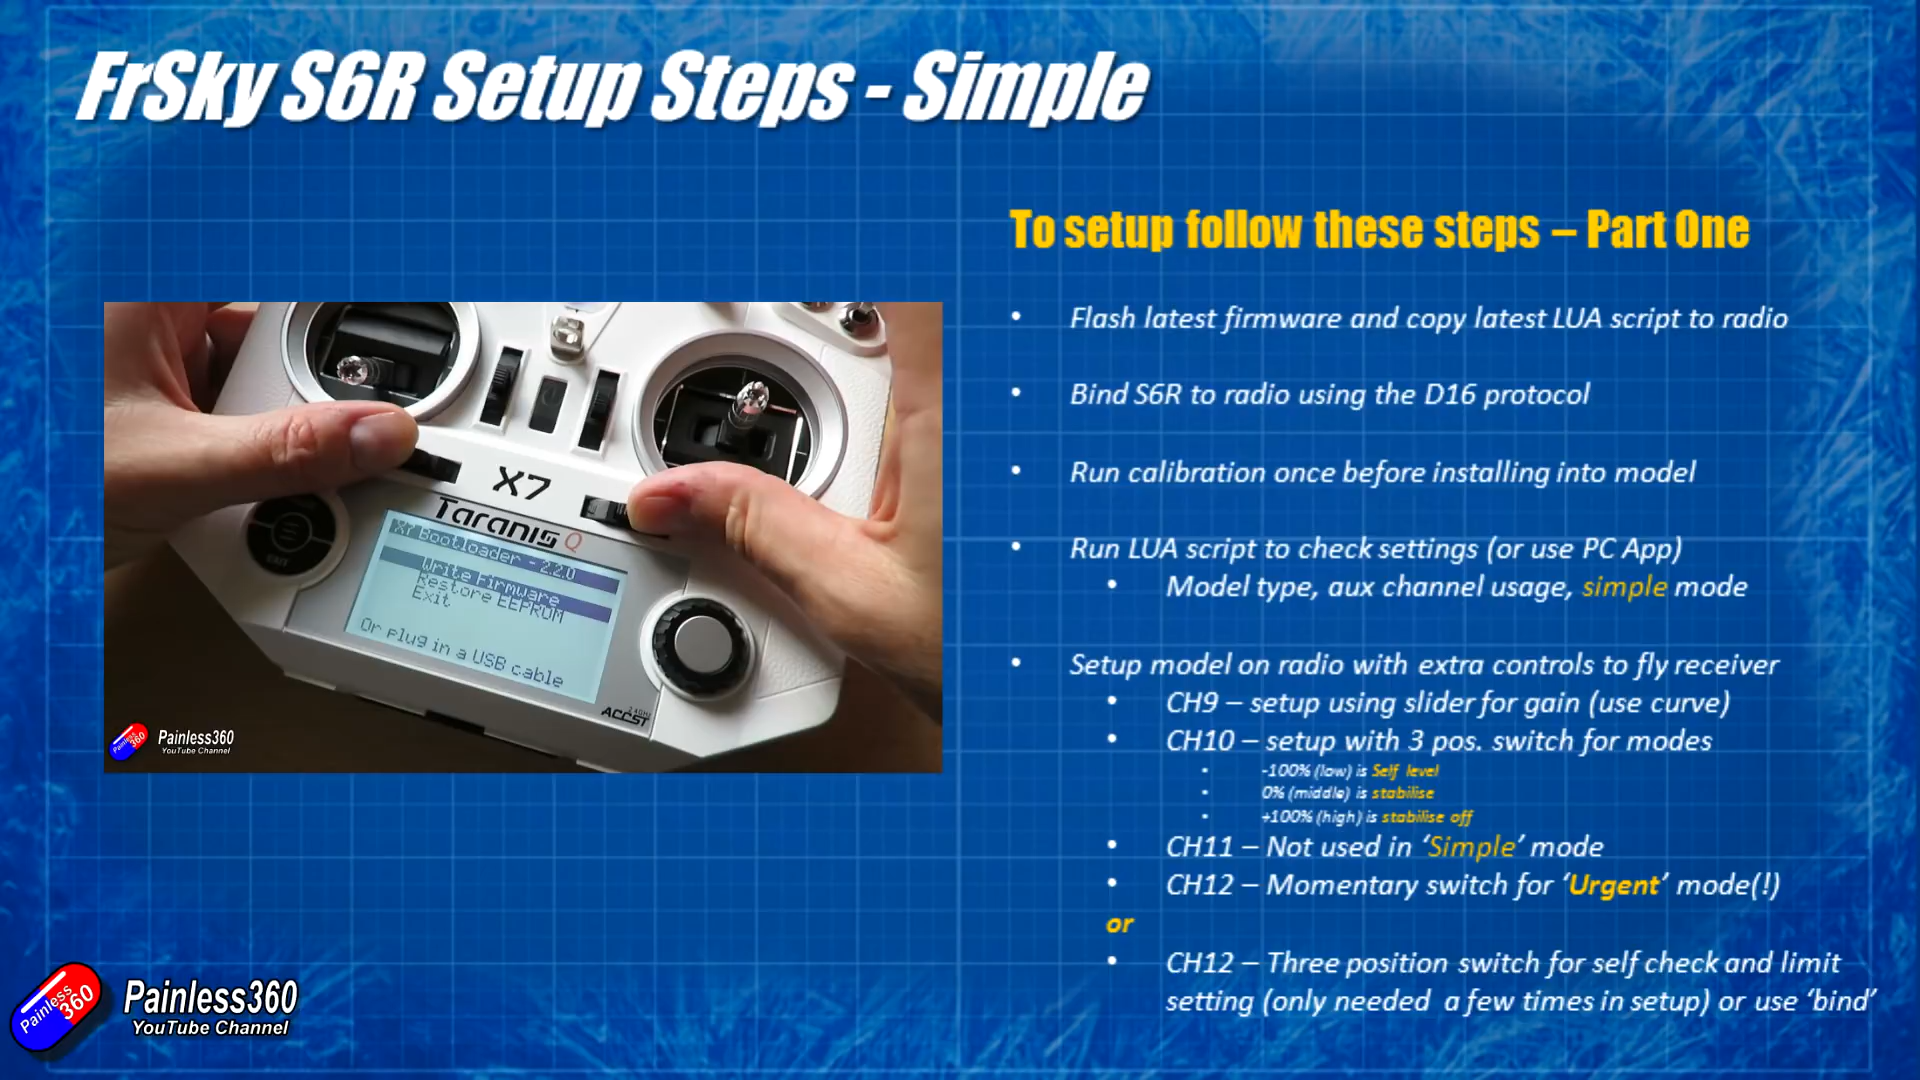 FrSky S6R Setup Steps - Simple
To setup follow these steps – Part One
• Flash latest firmware and copy latest LUA script to radio
• Bind S6R to radio using the D16 protocol
• Run calibration once before installing into model
• Run LUA script to check settings (or use PC App)
• Model type, aux channel usage, simple mode
• Setup model on radio with extra controls to fly receiver
• CH9 – setup using slider for gain (use curve)
• CH10 – setup with 3 pos. switch for modes
• -100% (low) is Self level
• 0% (middle) is stabilise
• +100% (high) is stabilise off
• CH11 – Not used in ‘Simple’ mode
• CH12 – Momentary switch for ‘Urgent’ mode(!)
or
• CH12 – Three position switch for self check and limit
setting (only needed a few times in setup) or use ‘bind’
X7
Taranis Q
X7 Bootloader - 2.2.0
Write Firmware
Restore EEPROM
Exit
Or plug in a USB cable
EXIT
ACCST
Painless360
YouTube Channel
Painless
360
Painless360
YouTube Channel
Painless
360